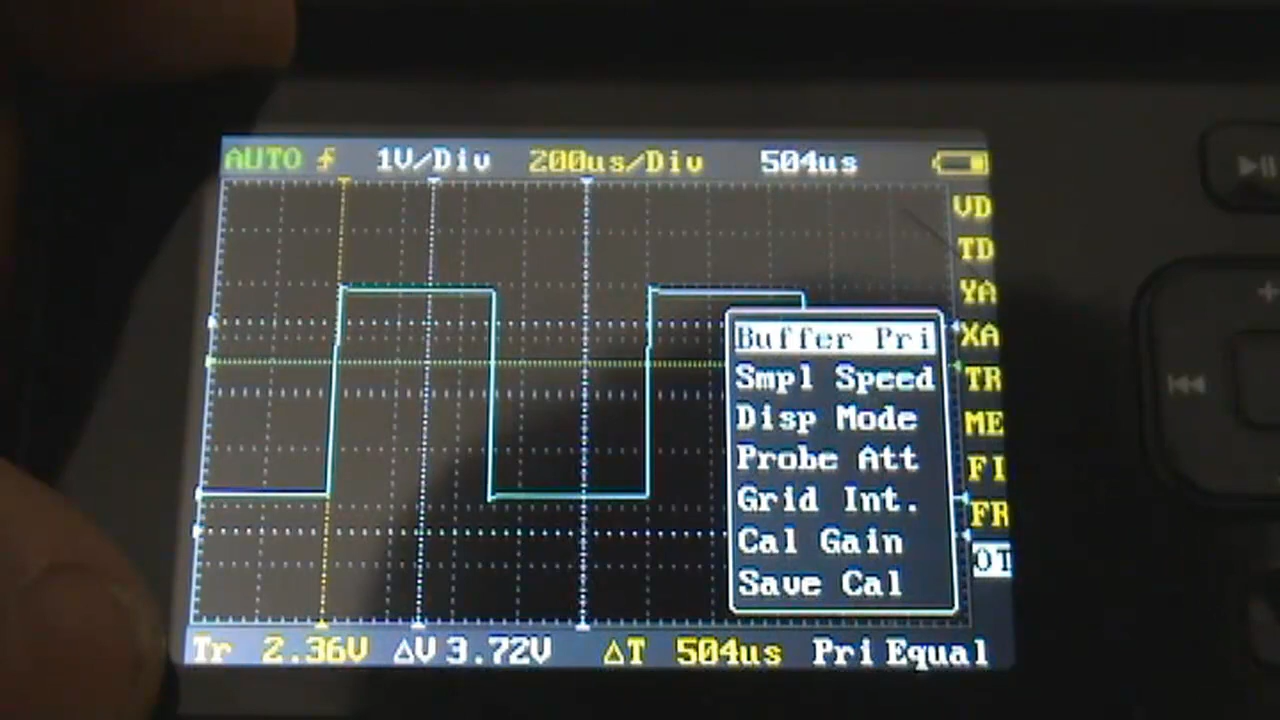 AUTO 1V/Div 200us/Div 504us
VD
TD
YA
XA
TR
ME
FI
FR
OT
Buffer Pri
Smpl Speed
Disp Mode
Probe Att
Grid Int.
Cal Gain
Save Cal
Tr 2.36V ΔV 3.72V ΔT 504us Pri Equal